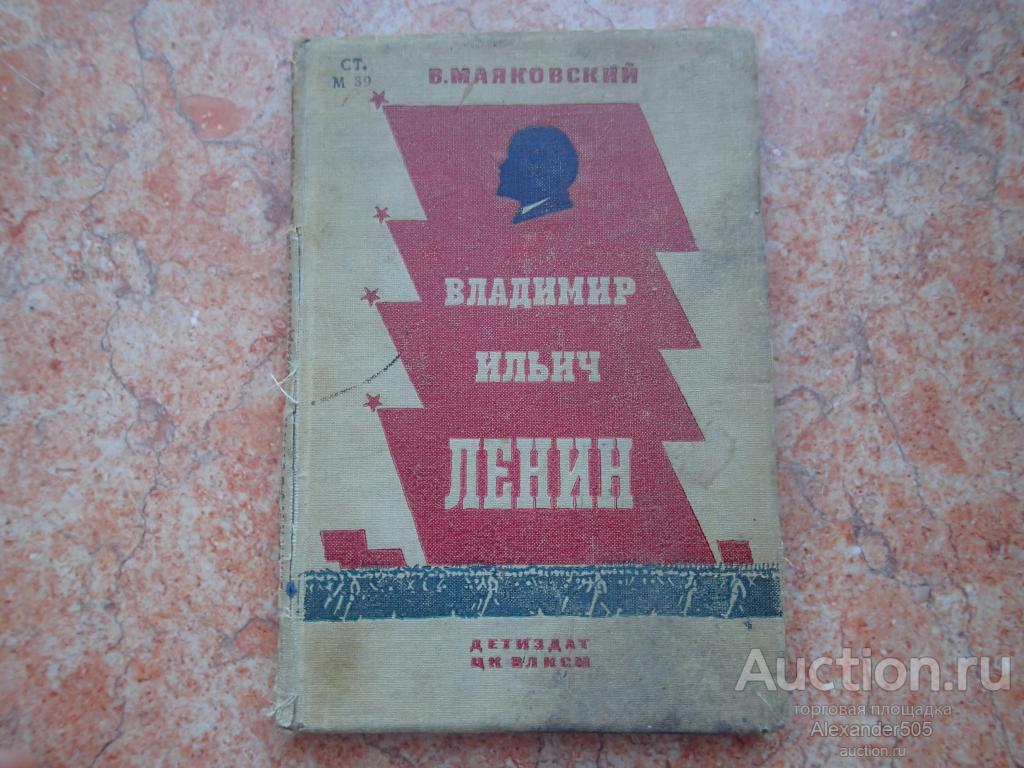 СТ.
М 39
В. МАЯКОВСКИЙ
ВЛАДИМИР
ИЛЬИЧ
ЛЕНИН
ДЕТИЗДАТ
ЦК ВЛКСМ
Auction.ru
торговая площадка
Alexander505
auction.ru